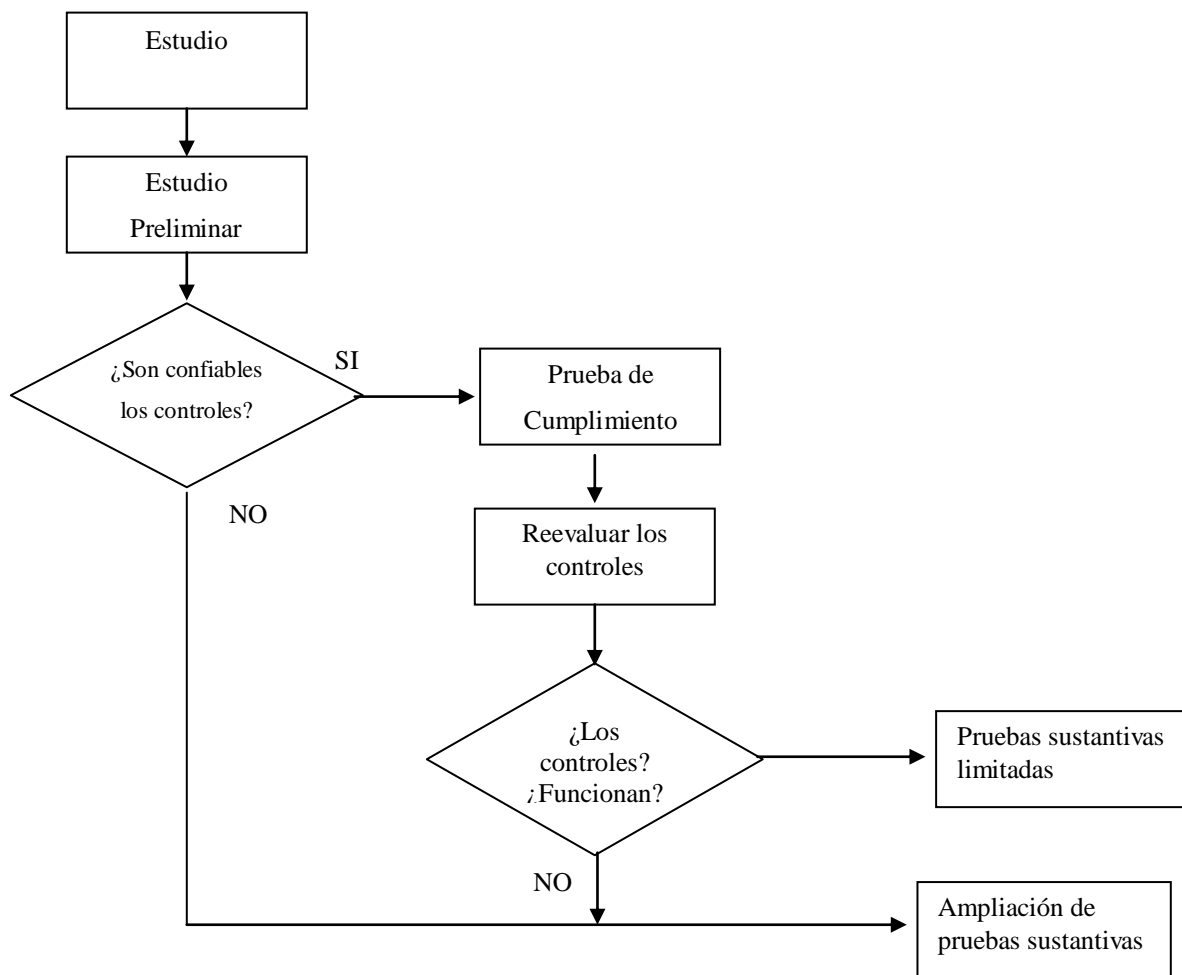 Estudio
Estudio
Preliminar
¿Son confiables
los controles?
SI
NO
Prueba de
Cumplimiento
Reevaluar los
controles
¿Los
controles?
¿Funcionan?
NO
Pruebas sustantivas
limitadas
Ampliación de
pruebas sustantivas